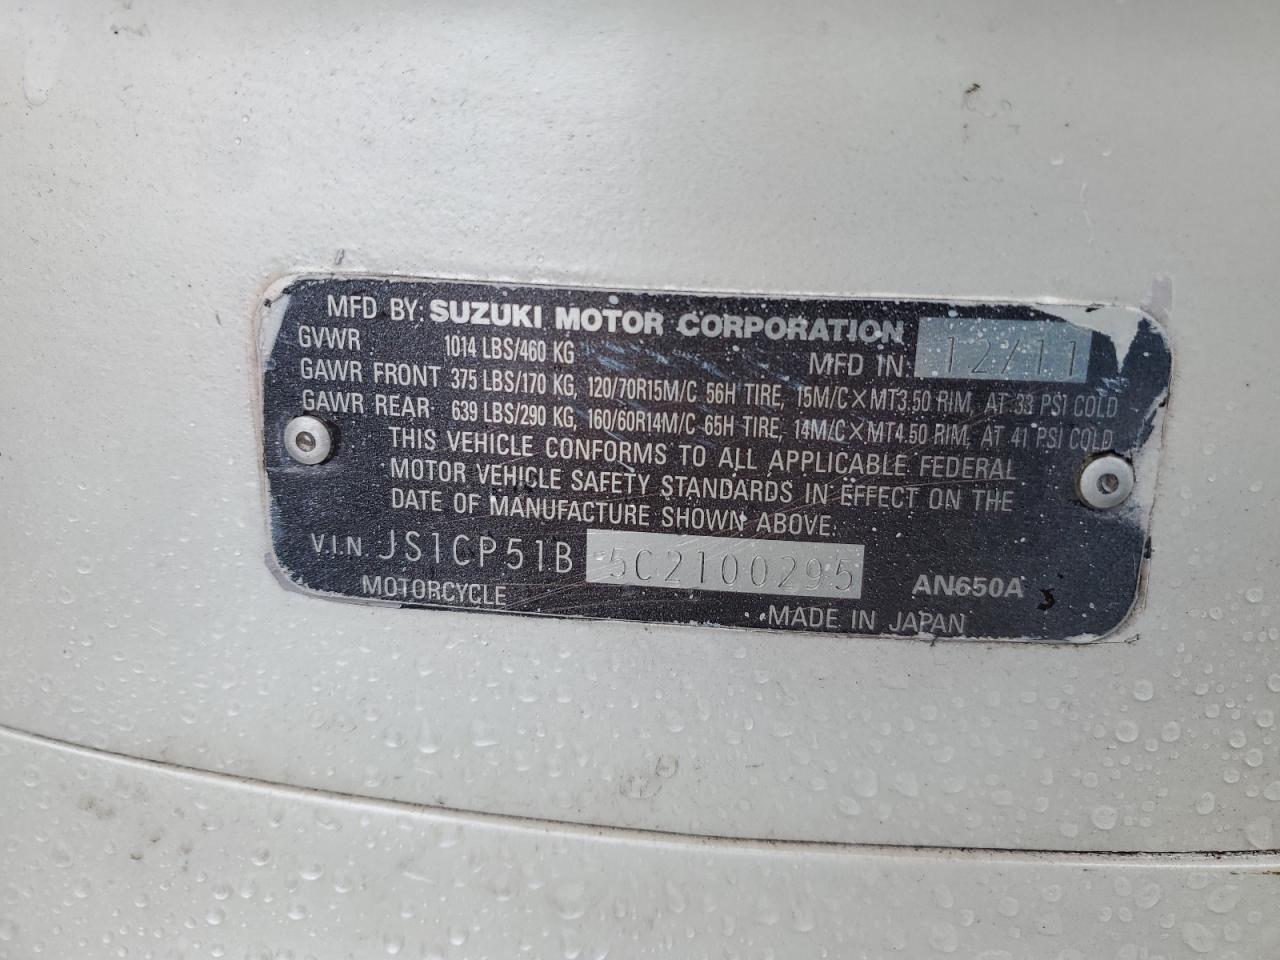 MFD BY: SUZUKI MOTOR CORPORATION
GVWR 1014 LBS/460 KG MFD IN: 12/11
GAWR FRONT 375 LBS/170 KG, 120/70R15M/C 56H TIRE, 15M/C×MT3.50 RIM, AT 33 PSI COLD
GAWR REAR 639 LBS/290 KG, 160/60R14M/C 65H TIRE, 14M/C×MT4.50 RIM, AT 41 PSI COLD
THIS VEHICLE CONFORMS TO ALL APPLICABLE FEDERAL
MOTOR VEHICLE SAFETY STANDARDS IN EFFECT ON THE
DATE OF MANUFACTURE SHOWN ABOVE.
V.I.N. JS1CP51B 5C2100295
MOTORCYCLE AN650A
MADE IN JAPAN